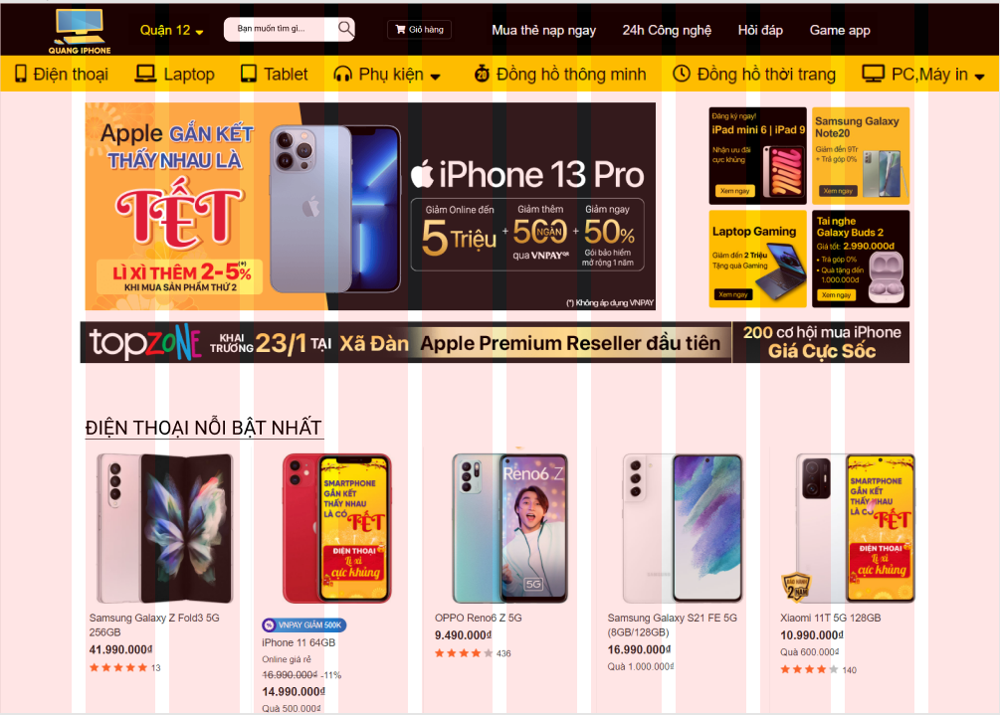 QUANG IPHONE
Quận 12
Bạn muốn tìm gì...
Giỏ hàng
Mua thẻ nạp ngay
24h Công nghệ
Hỏi đáp
Game app
Điện thoại
Laptop
Tablet
Phụ kiện
Đồng hồ thông minh
Đồng hồ thời trang
PC,Máy in
Apple GẮN KẾT
THẤY NHAU LÀ
TẾT
LÌ XÌ THÊM 2-5%(*)
KHI MUA SẢN PHẨM THỨ 2
iPhone 13 Pro
Giảm Online đến
5 Triệu
+
Giảm thêm
500 NGÀN
qua VNPAYQR
+
Giảm ngay
50%
Gói bảo hiểm
mở rộng 1 năm
(*) Không áp dụng VNPAY
Đăng ký ngay!
iPad mini 6 | iPad 9
Nhận ưu đãi
cực khủng
Xem ngay
Samsung Galaxy
Note20
Giảm đến 9Tr
+ Trả góp 0%
Xem ngay
Laptop Gaming
Giảm đến 2 Triệu
Tặng quà Gaming
Xem ngay
Tai nghe
Galaxy Buds 2
Giá tốt: 2.990.000đ
• Trả góp 0%
• Quà tặng đến
1.000.000đ
Xem ngay
topZONE
KHAI
TRƯƠNG 23/1 TẠI Xã Đàn
Apple Premium Reseller đầu tiên
200 cơ hội mua iPhone
Giá Cực Sốc
ĐIỆN THOẠI NỖI BẬT NHẤT
SMARTPHONE
GẮN KẾT
THẤY NHAU
LÀ CÓ TẾT
ĐIỆN THOẠI
Lì xì
cực khủng
Reno6 Z
5G
SAMSUNG
SMARTPHONE
GẮN KẾT
THẤY NHAU
LÀ CÓ TẾT
ĐIỆN THOẠI
Lì xì
cực khủng
BẢO HÀNH
2 NĂM
Samsung Galaxy Z Fold3 5G
256GB
41.990.000₫
13
VNPAY GIẢM 500K
iPhone 11 64GB
Online giá rẻ
16.990.000₫ -11%
14.990.000₫
Quà 500.000₫
OPPO Reno6 Z 5G
9.490.000₫
436
Samsung Galaxy S21 FE 5G
(8GB/128GB)
16.990.000₫
Quà 1.000.000₫
Xiaomi 11T 5G 128GB
10.990.000₫
Quà 600.000₫
140